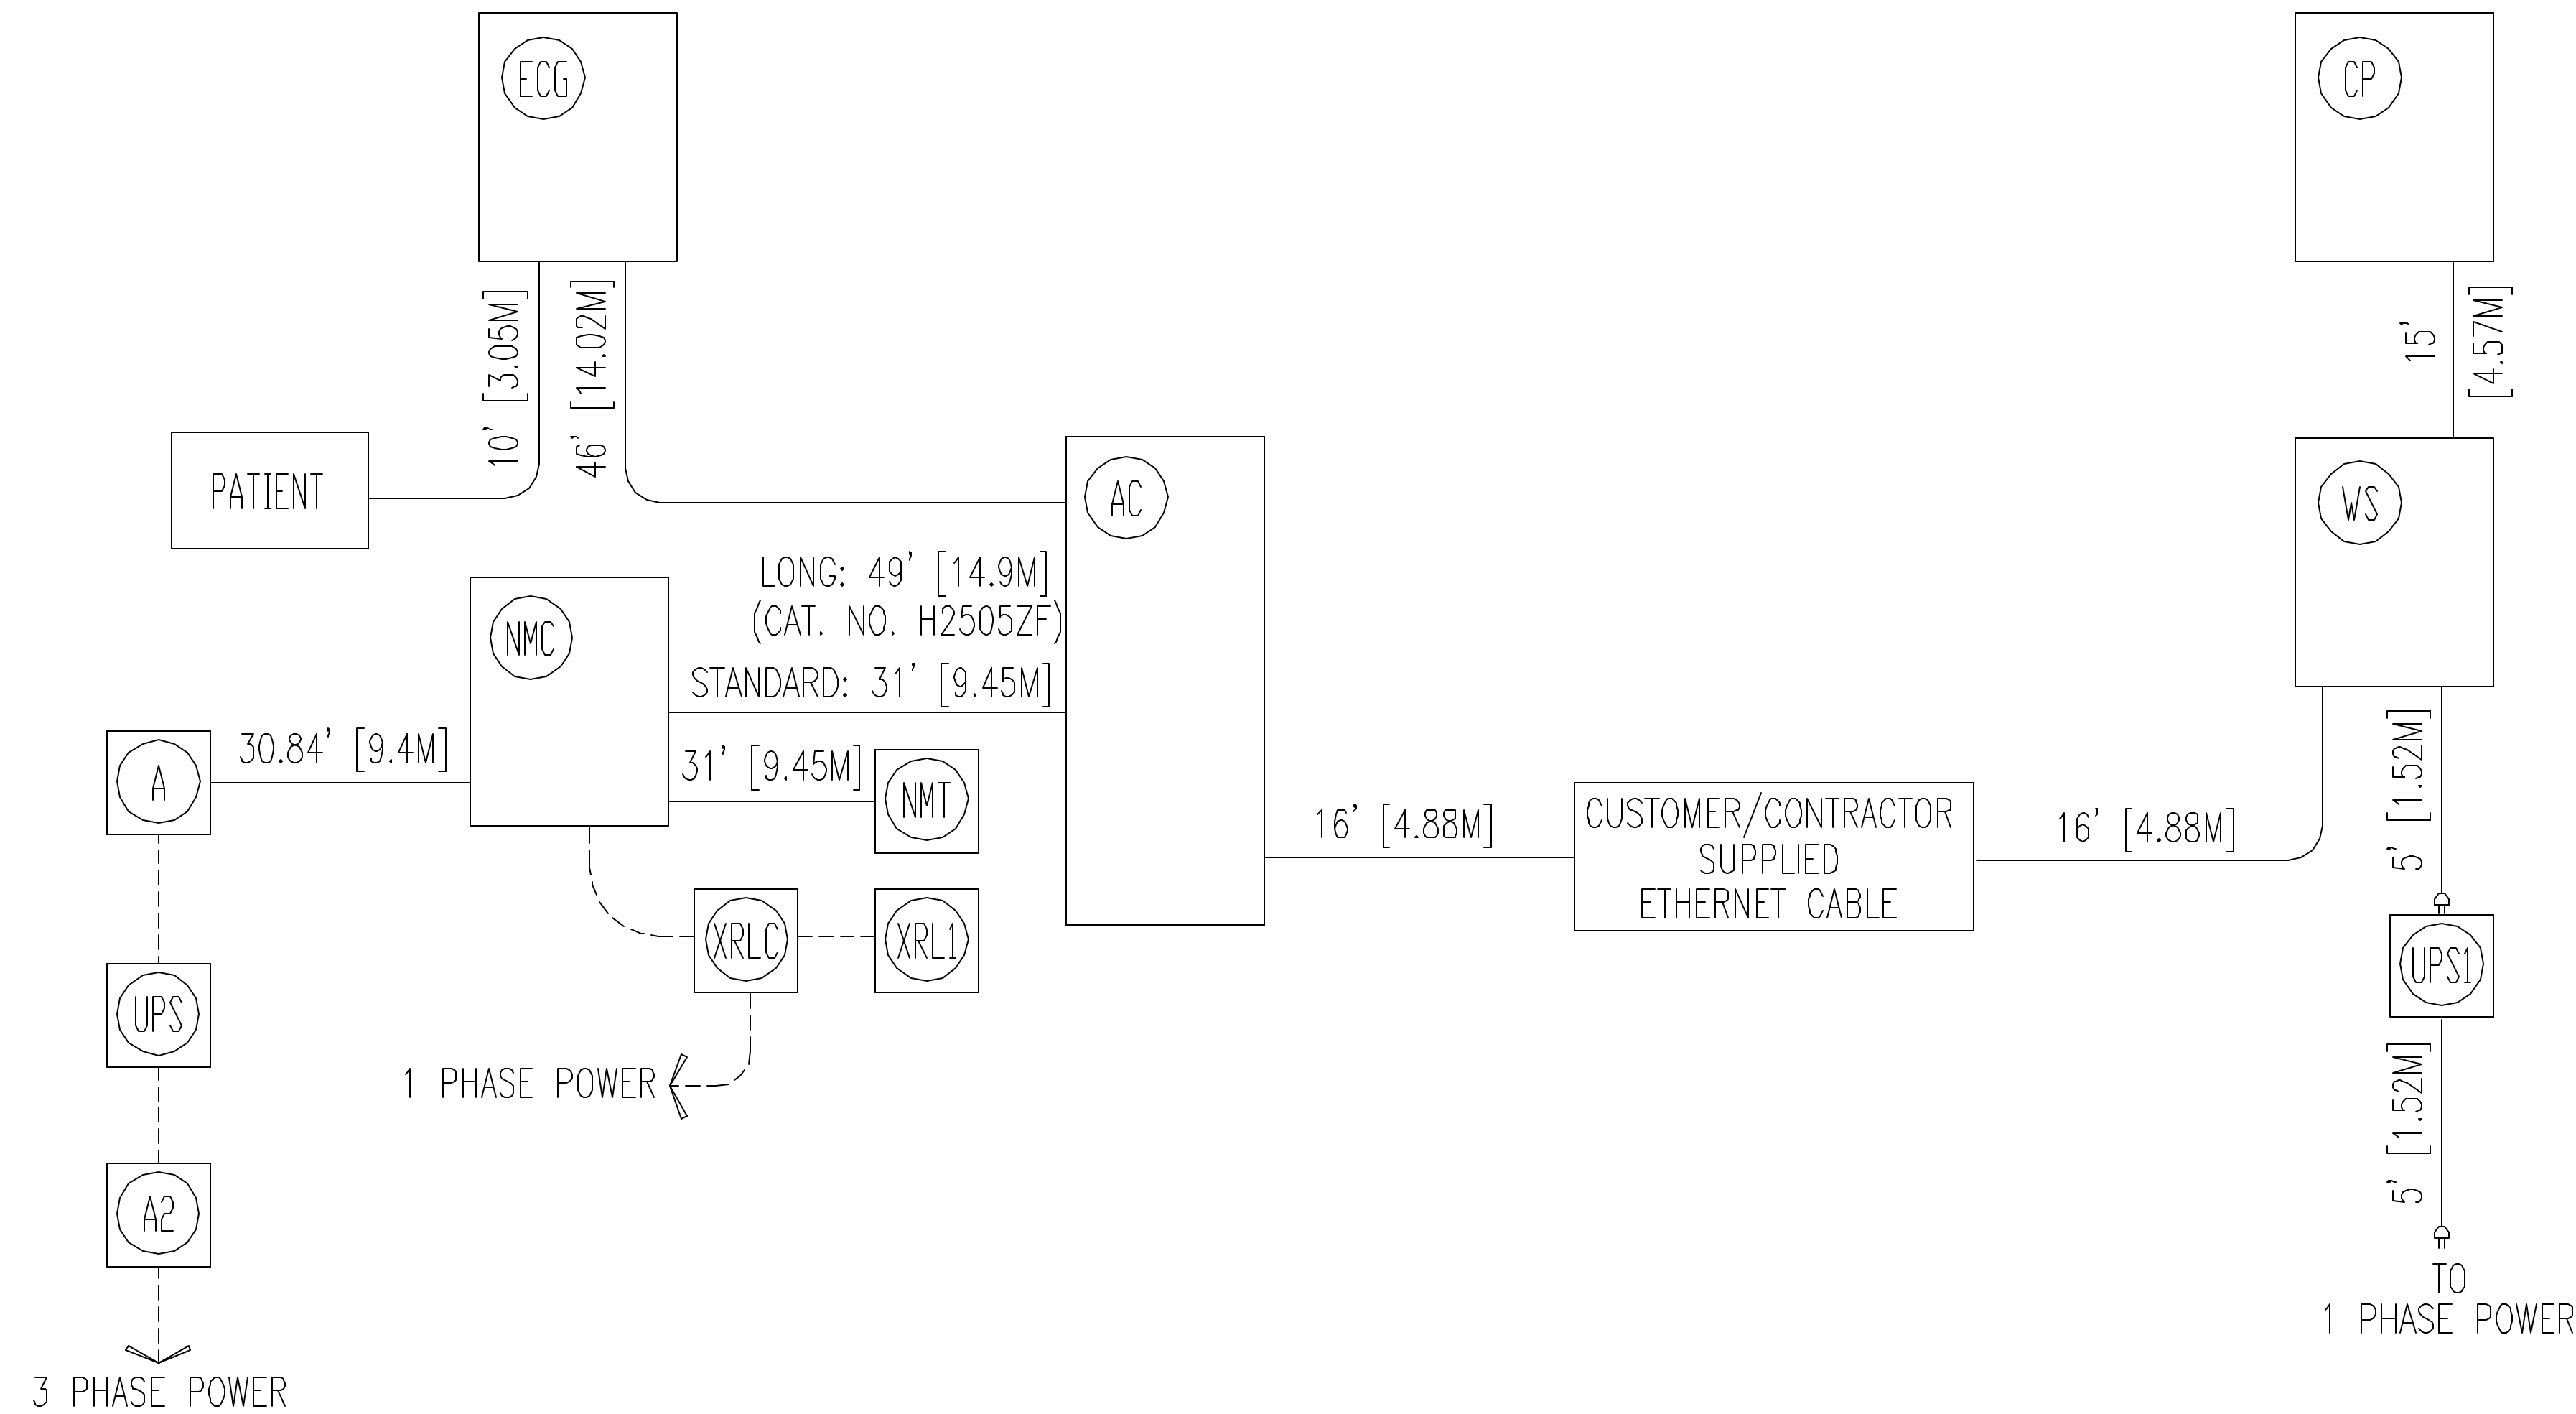 ECG
CP
10' [3.05M]
46' [14.02M]
15'
[4.57M]
PATIENT
AC
WS
LONG: 49' [14.9M]
(CAT. NO. H2505ZF)
STANDARD: 31' [9.45M]
NMC
A
30.84' [9.4M]
31' [9.45M]
NMT
16' [4.88M]
CUSTOMER/CONTRACTOR
SUPPLIED
ETHERNET CABLE
16' [4.88M]
5' [1.52M]
XRLC
XRL1
UPS1
UPS
1 PHASE POWER
5' [1.52M]
A2
TO
1 PHASE POWER
3 PHASE POWER